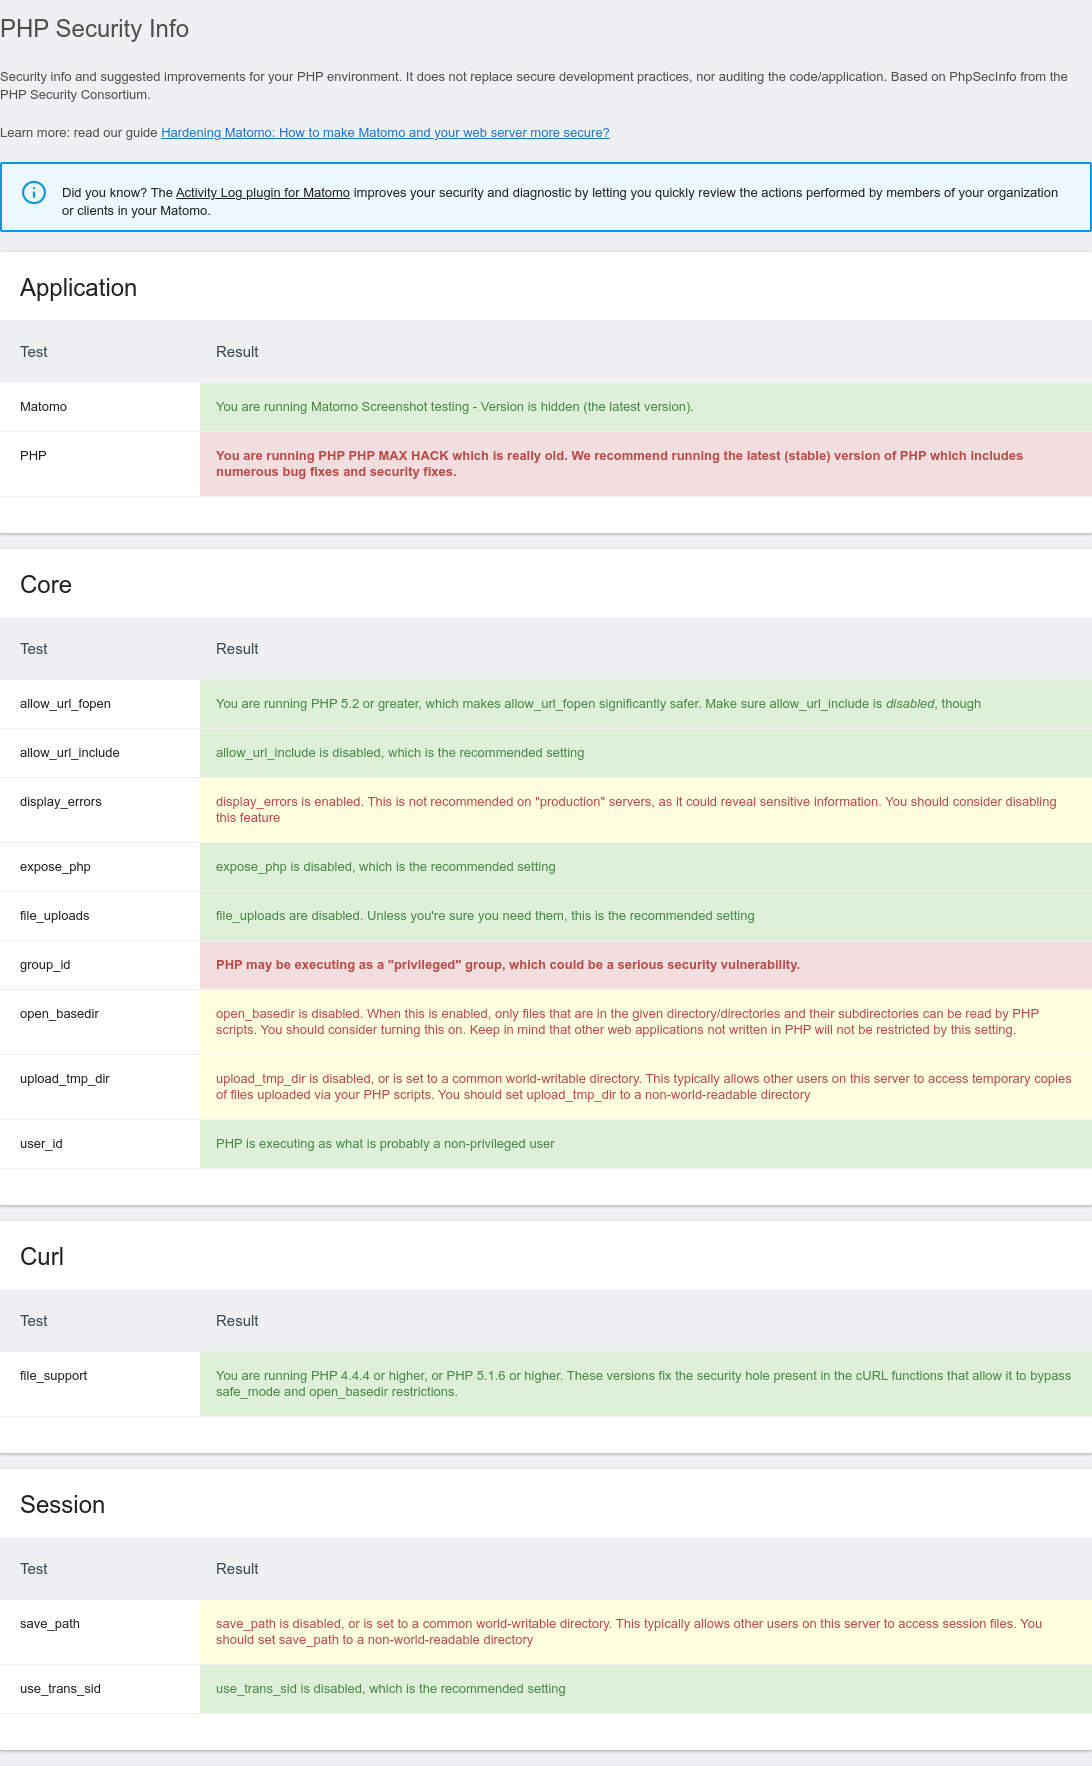 PHP Security Info
Security info and suggested improvements for your PHP environment. It does not replace secure development practices, nor auditing the code/application. Based on PhpSecInfo from the
PHP Security Consortium.
Learn more: read our guide Hardening Matomo: How to make Matomo and your web server more secure?
Did you know? The Activity Log plugin for Matomo improves your security and diagnostic by letting you quickly review the actions performed by members of your organization
or clients in your Matomo.
Application
Test Result
Matomo You are running Matomo Screenshot testing - Version is hidden (the latest version).
PHP You are running PHP PHP MAX HACK which is really old. We recommend running the latest (stable) version of PHP which includes
numerous bug fixes and security fixes.
Core
Test Result
allow_url_fopen You are running PHP 5.2 or greater, which makes allow_url_fopen significantly safer. Make sure allow_url_include is disabled, though
allow_url_include allow_url_include is disabled, which is the recommended setting
display_errors display_errors is enabled. This is not recommended on "production" servers, as it could reveal sensitive information. You should consider disabling
this feature
expose_php expose_php is disabled, which is the recommended setting
file_uploads file_uploads are disabled. Unless you're sure you need them, this is the recommended setting
group_id PHP may be executing as a "privileged" group, which could be a serious security vulnerability.
open_basedir open_basedir is disabled. When this is enabled, only files that are in the given directory/directories and their subdirectories can be read by PHP
scripts. You should consider turning this on. Keep in mind that other web applications not written in PHP will not be restricted by this setting.
upload_tmp_dir upload_tmp_dir is disabled, or is set to a common world-writable directory. This typically allows other users on this server to access temporary copies
of files uploaded via your PHP scripts. You should set upload_tmp_dir to a non-world-readable directory
user_id PHP is executing as what is probably a non-privileged user
Curl
Test Result
file_support You are running PHP 4.4.4 or higher, or PHP 5.1.6 or higher. These versions fix the security hole present in the cURL functions that allow it to bypass
safe_mode and open_basedir restrictions.
Session
Test Result
save_path save_path is disabled, or is set to a common world-writable directory. This typically allows other users on this server to access session files. You
should set save_path to a non-world-readable directory
use_trans_sid use_trans_sid is disabled, which is the recommended setting